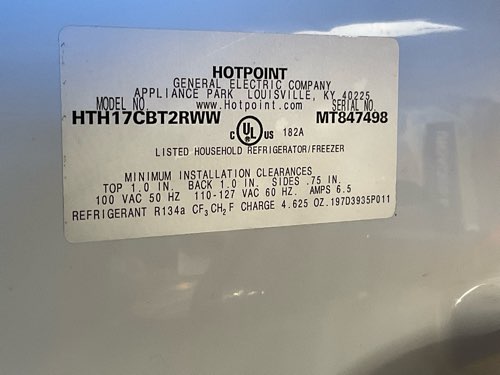 HOTPOINT
GENERAL ELECTRIC COMPANY
APPLIANCE PARK LOUISVILLE, KY 40225
MODEL NO. www.Hotpoint.com SERIAL NO.
HTH17CBT2RWW MT847498
C UL US 182A
LISTED HOUSEHOLD REFRIGERATOR/FREEZER
MINIMUM INSTALLATION CLEARANCES
TOP 1.0 IN. BACK 1.0 IN. SIDES .75 IN.
100 VAC 50 HZ 110-127 VAC 60 HZ. AMPS 6.5
REFRIGERANT R134a CF3CH2F CHARGE 4.625 OZ.197D3935P011